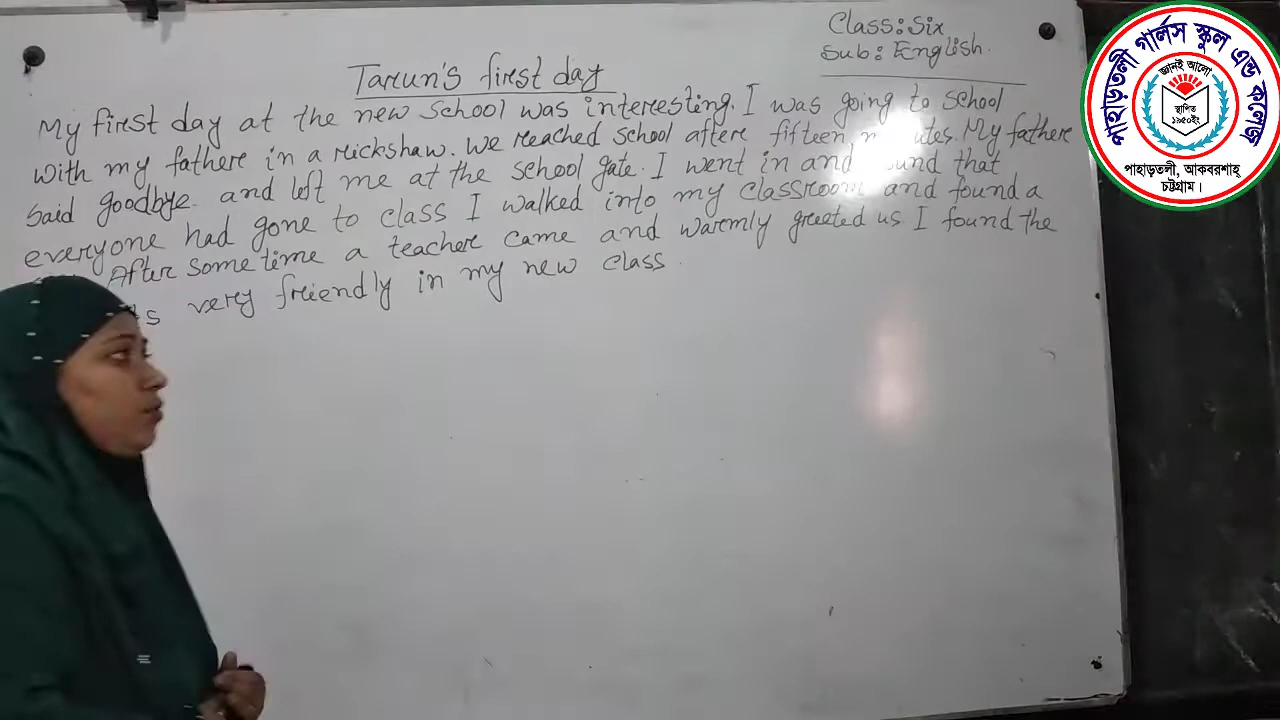 Class: Six
Sub: English.
Tarun's first day
My first day at the new school was interesting. I was going to school
with my father in a rickshaw. We reached school after fifteen My father
said goodbye. and left me at the school gate. I went in and that
everyone had gone to class I walked into my classroom and found a
After some time a teacher came and warmly greeted us I found the
very friendly in my new class.
পাহাড়তলী গার্লস স্কুল এন্ড কলেজ
জ্ঞানই আলো
স্থাপিত
১৯৫০ইং
পাহাড়তলী, আকবরশাহ্
চট্টগ্রাম।